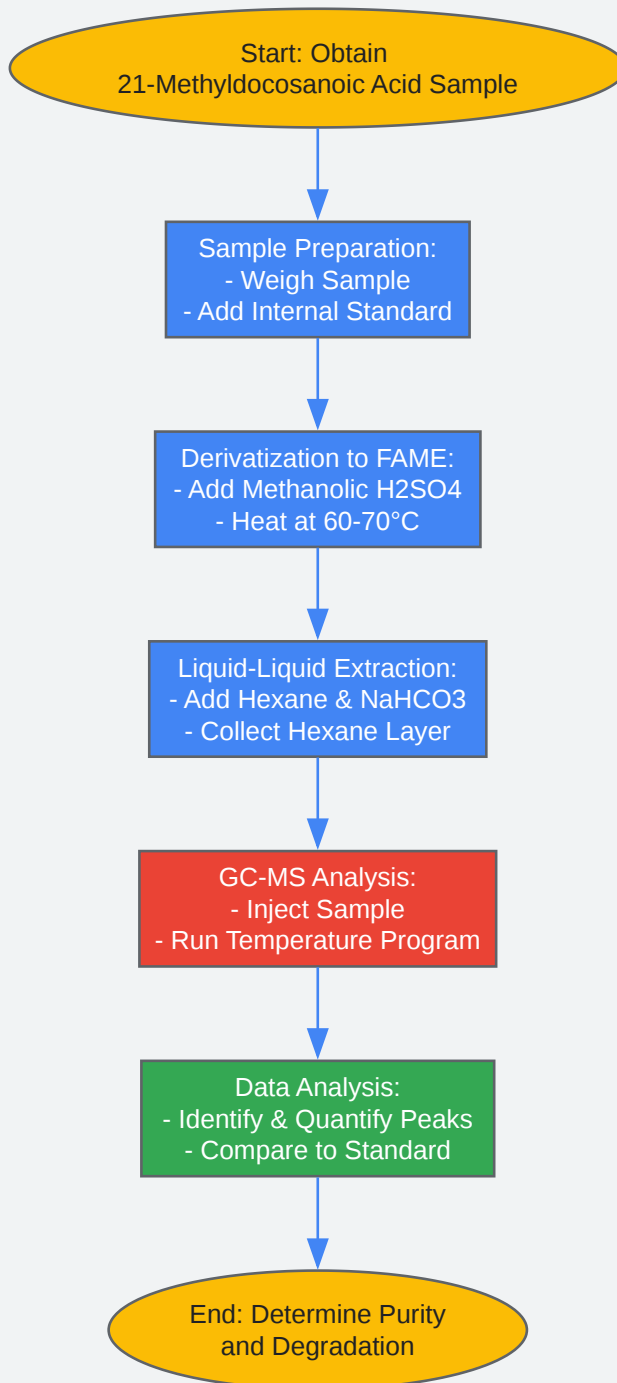 Start: Obtain
21-Methyldocosanoic Acid Sample
Sample Preparation:
- Weigh Sample
- Add Internal Standard
Derivatization to FAME:
- Add Methanolic H2SO4
- Heat at 60-70°C
Liquid-Liquid Extraction:
- Add Hexane & NaHCO3
- Collect Hexane Layer
GC-MS Analysis:
- Inject Sample
- Run Temperature Program
Data Analysis:
- Identify & Quantify Peaks
- Compare to Standard
End: Determine Purity
and Degradation